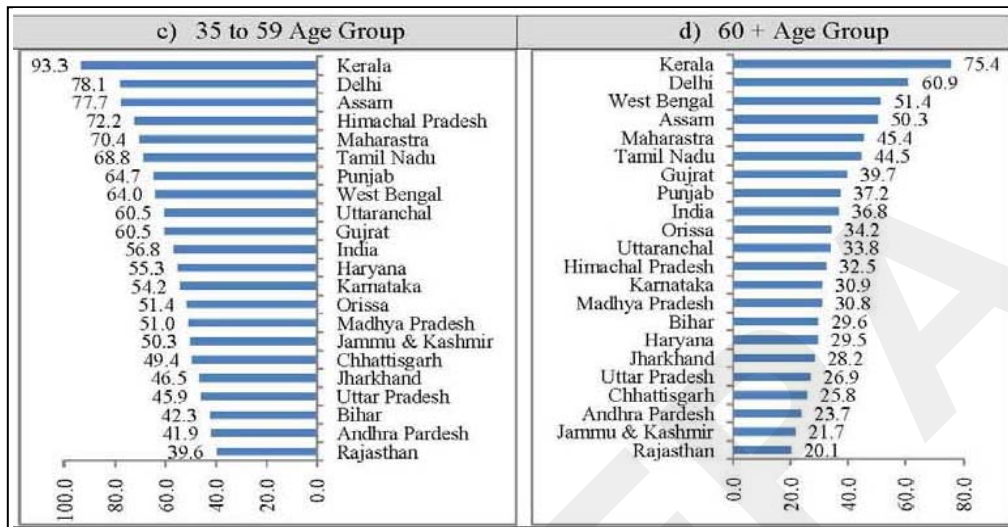 c) 35 to 59 Age Group
93.3 Kerala
78.1 Delhi
77.7 Assam
72.2 Himachal Pradesh
70.4 Maharastra
68.8 Tamil Nadu
64.7 Punjab
64.0 West Bengal
60.5 Uttaranchal
60.5 Gujrat
56.8 India
55.3 Haryana
54.2 Karnataka
51.4 Orissa
51.0 Madhya Pradesh
50.3 Jammu & Kashmir
49.4 Chhattisgarh
46.5 Jharkhand
45.9 Uttar Pradesh
42.3 Bihar
41.9 Andhra Pardesh
39.6 Rajasthan
100.0 80.0 60.0 40.0 20.0 0.0
d) 60 + Age Group
Kerala 75.4
Delhi 60.9
West Bengal 51.4
Assam 50.3
Maharastra 45.4
Tamil Nadu 44.5
Gujrat 39.7
Punjab 37.2
India 36.8
Orissa 34.2
Uttaranchal 33.8
Himachal Pradesh 32.5
Karnataka 30.9
Madhya Pradesh 30.8
Bihar 29.6
Haryana 29.5
Jharkhand 28.2
Uttar Pradesh 26.9
Chhattisgarh 25.8
Andhra Pardesh 23.7
Jammu & Kashmir 21.7
Rajasthan 20.1
0.0 20.0 40.0 60.0 80.0